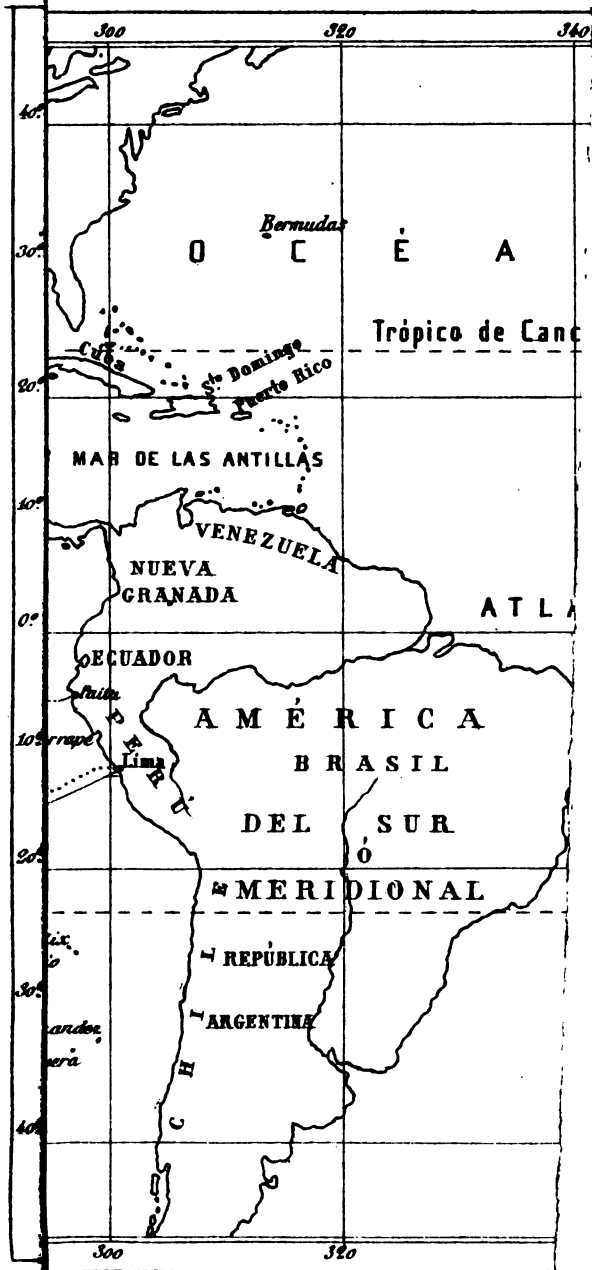 300 320 340
40°
Bermudas
30° O C É A
Trópico de Canc
Cuba
Sto. Domingo
20° Puerto Rico
MAR DE LAS ANTILLAS
10°
VENEZUELA
NUEVA
GRANADA
ATLA
0°
ECUADOR
Paita
AMÉRICA
PERÚ
10° rrape
Lima
BRASIL
DEL SUR
Ó
20°
MERIDIONAL
REPÚBLICA
30°
ARGENTINA
CHILE
40°
300 320